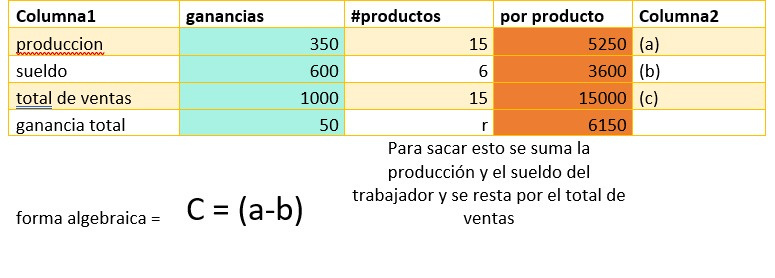 Columna1 ganancias #productos por producto Columna2
produccion 350 15 5250 (a)
sueldo 600 6 3600 (b)
total de ventas 1000 15 15000 (c)
ganancia total 50 r 6150
Para sacar esto se suma la
producción y el sueldo del
trabajador y se resta por el total de
ventas
forma algebraica = C = (a-b)